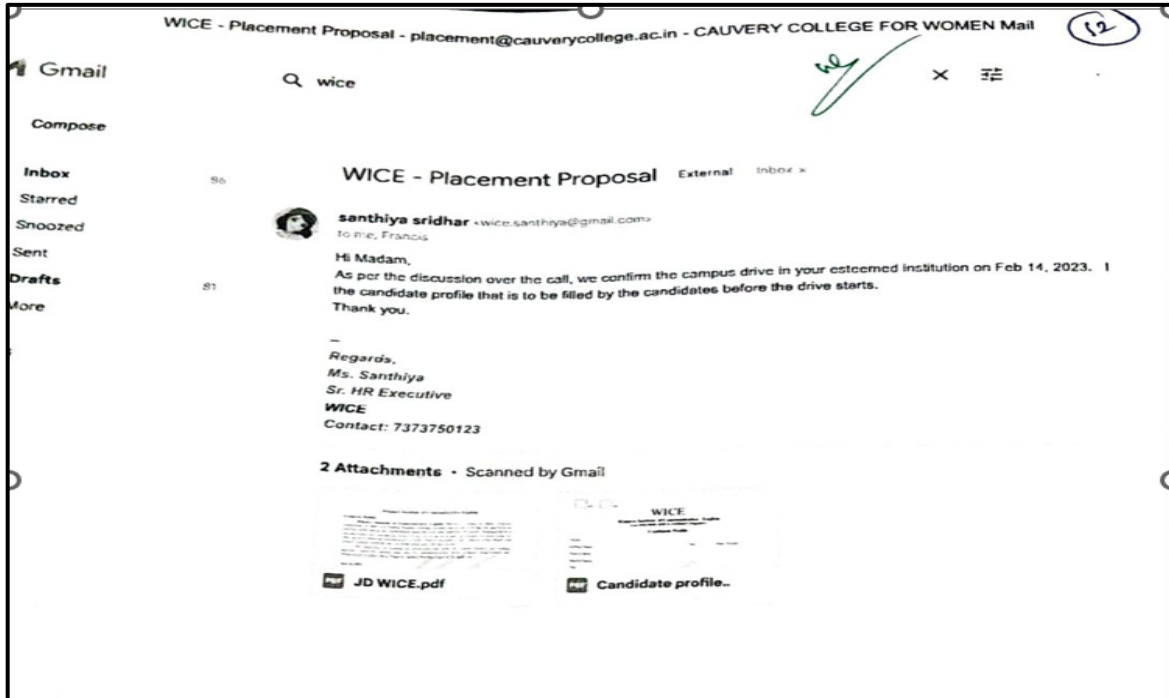 WICE - Placement Proposal - placement@cauverycollege.ac.in - CAUVERY COLLEGE FOR WOMEN Mail
12
Gmail
wice
Compose
Inbox 86
Starred
Snoozed
Sent
Drafts 81
More
WICE - Placement Proposal External Inbox x
santhiya sridhar <wice.santhiya@gmail.com>
to me, Francis
Hi Madam,
As per the discussion over the call, we confirm the campus drive in your esteemed institution on Feb 14, 2023. I
the candidate profile that is to be filled by the candidates before the drive starts.
Thank you.
--
Regards,
Ms. Santhiya
Sr. HR Executive
WICE
Contact: 7373750123
2 Attachments • Scanned by Gmail
WICE
PDF JD WICE.pdf
PDF Candidate profile..